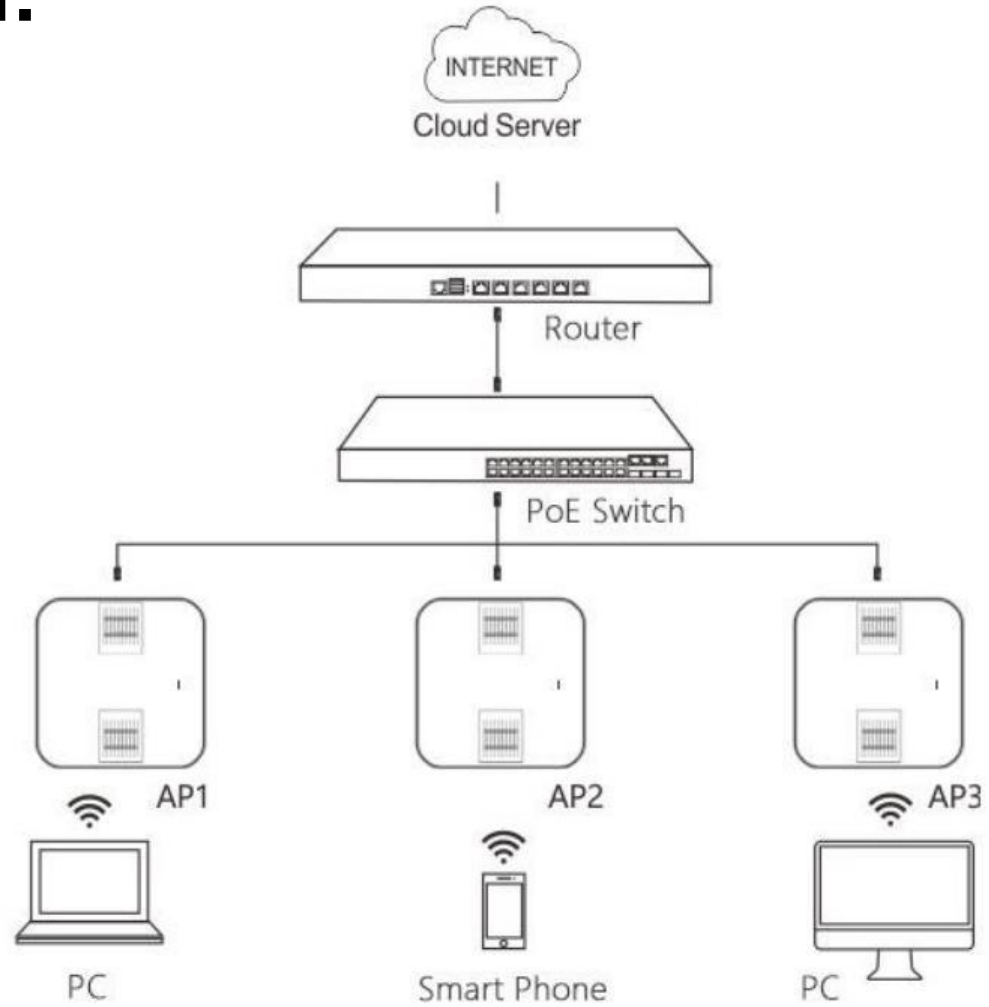 INTERNET
Cloud Server
Router
PoE Switch
AP1
AP2
AP3
PC
Smart Phone
PC